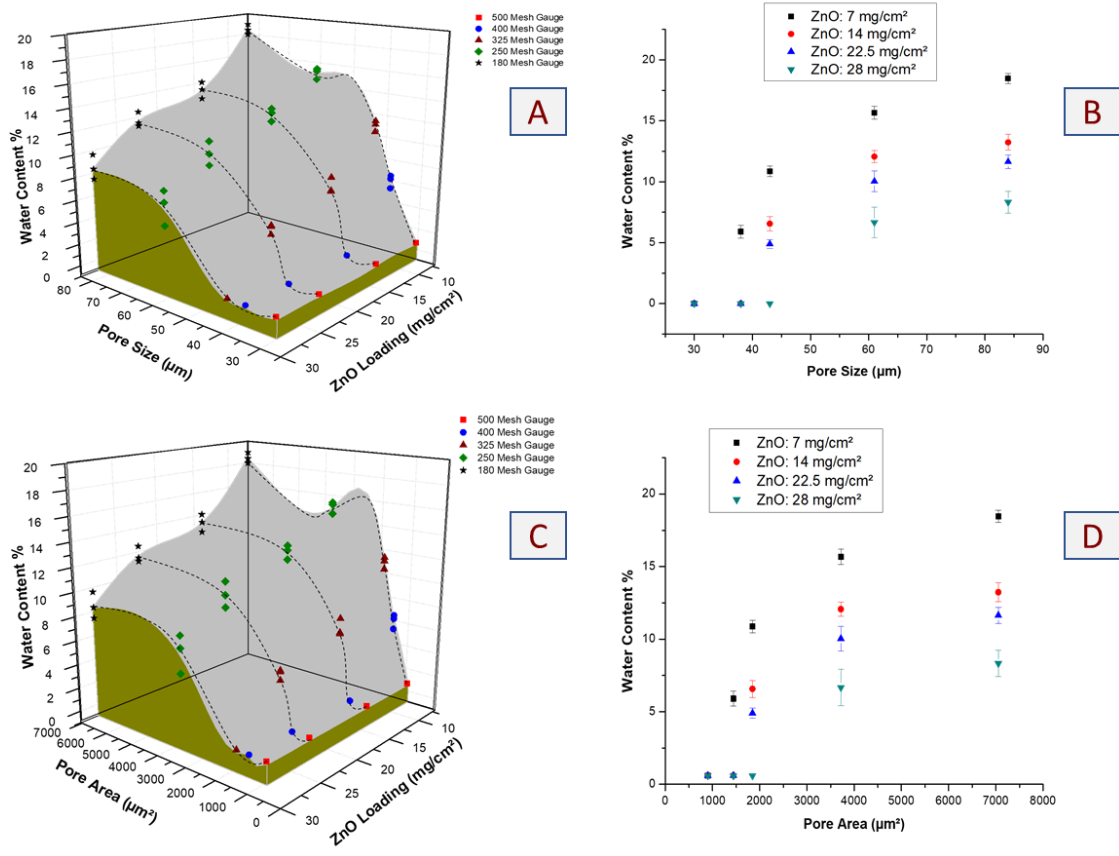 500 Mesh Gauge
400 Mesh Gauge
325 Mesh Gauge
250 Mesh Gauge
180 Mesh Gauge
A
20
18
16
14
12
10
8
6
4
2
0
Water Content %
80
70
60
50
40
30
Pore Size (µm)
30
25
20
15
10
ZnO Loading (mg/cm²)
ZnO: 7 mg/cm²
ZnO: 14 mg/cm²
ZnO: 22.5 mg/cm²
ZnO: 28 mg/cm²
B
20
15
10
5
0
Water Content %
30 40 50 60 70 80 90
Pore Size (µm)
500 Mesh Gauge
400 Mesh Gauge
325 Mesh Gauge
250 Mesh Gauge
180 Mesh Gauge
C
20
18
16
14
12
10
8
6
4
2
0
Water Content %
7000
6000
5000
4000
3000
2000
1000
0
Pore Area (µm²)
30
25
20
15
10
ZnO Loading (mg/cm²)
ZnO: 7 mg/cm²
ZnO: 14 mg/cm²
ZnO: 22.5 mg/cm²
ZnO: 28 mg/cm²
D
20
15
10
5
0
Water Content %
0 1000 2000 3000 4000 5000 6000 7000 8000
Pore Area (µm²)